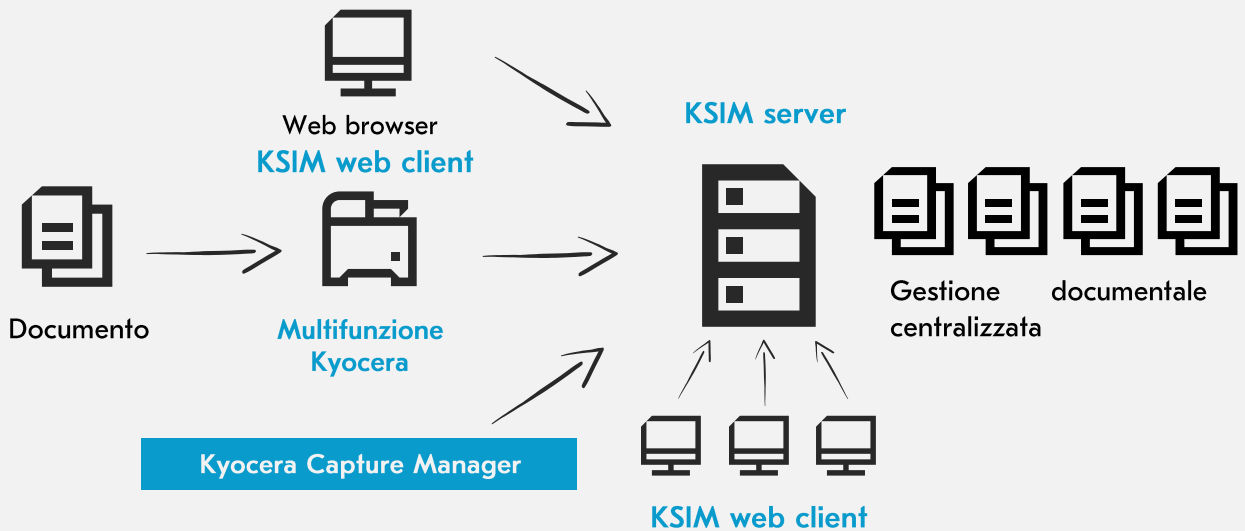 Web browser
KSIM web client
KSIM server
Documento
Multifunzione
Kyocera
Gestione documentale
centralizzata
Kyocera Capture Manager
KSIM web client